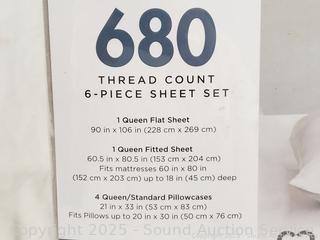 680
THREAD COUNT
6-PIECE SHEET SET
1 Queen Flat Sheet
90 in x 106 in (228 cm x 269 cm)
1 Queen Fitted Sheet
60.5 in x 80.5 in (153 cm x 204 cm)
Fits mattresses 60 in x 80 in
(152 cm x 203 cm) up to 18 in (45 cm) deep
4 Queen/Standard Pillowcases
21 in x 33 in (53 cm x 83 cm)
Fits Pillows up to 20 in x 30 in (50 cm x 76 cm)
copyright 2025 - Sound Auction Service